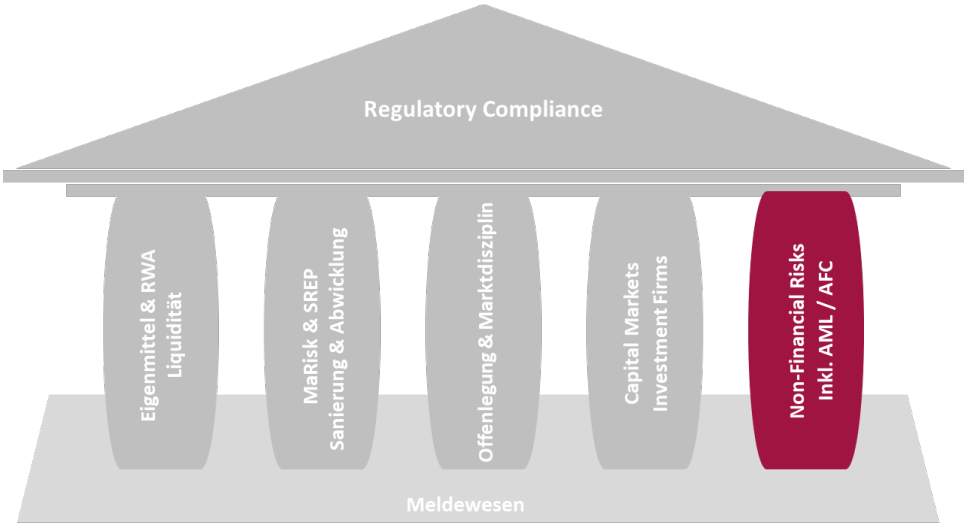 Regulatory Compliance
Eigenmittel & RWA
Liquidität
MaRisk & SREP
Sanierung & Abwicklung
Offenlegung & Marktdisziplin
Capital Markets
Investment Firms
Non-Financial Risks
Inkl. AML / AFC
Meldewesen